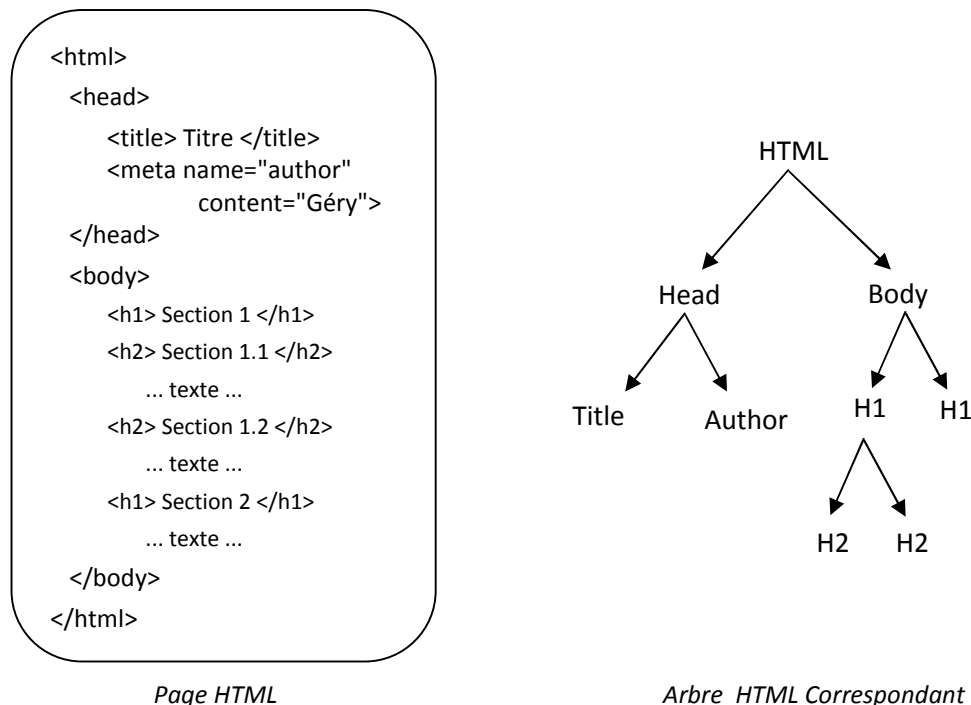 <html>
<head>
<title> Titre </title>
<meta name="author"
content="Géry">
</head>
<body>
<h1> Section 1 </h1>
<h2> Section 1.1 </h2>
... texte ...
<h2> Section 1.2 </h2>
... texte ...
<h1> Section 2 </h1>
... texte ...
</body>
</html>
Page HTML
HTML
Head Body
Title Author H1 H1
H2 H2
Arbre HTML Correspondant